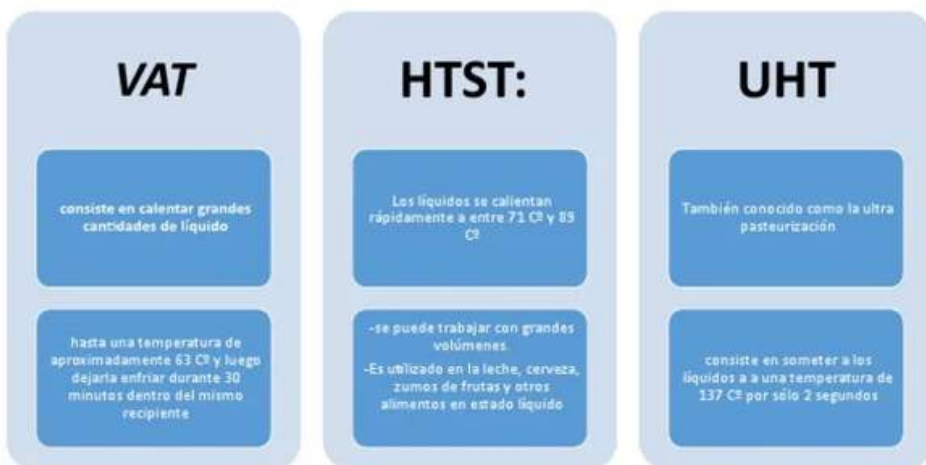 VAT
consiste en calentar grandes
cantidades de líquido
hasta una temperatura de
aproximadamente 63 Cº y luego
dejarla enfriar durante 30
minutos dentro del mismo
recipiente
HTST:
Los líquidos se calientan
rápidamente a entre 71 Cº y 89
Cº
-se puede trabajar con grandes
volúmenes.
-Es utilizado en la leche, cerveza,
zumos de frutas y otros
alimentos en estado líquido
UHT
También conocido como la ultra
pasteurización
consiste en someter a los
líquidos a a una temperatura de
137 Cº por sólo 2 segundos